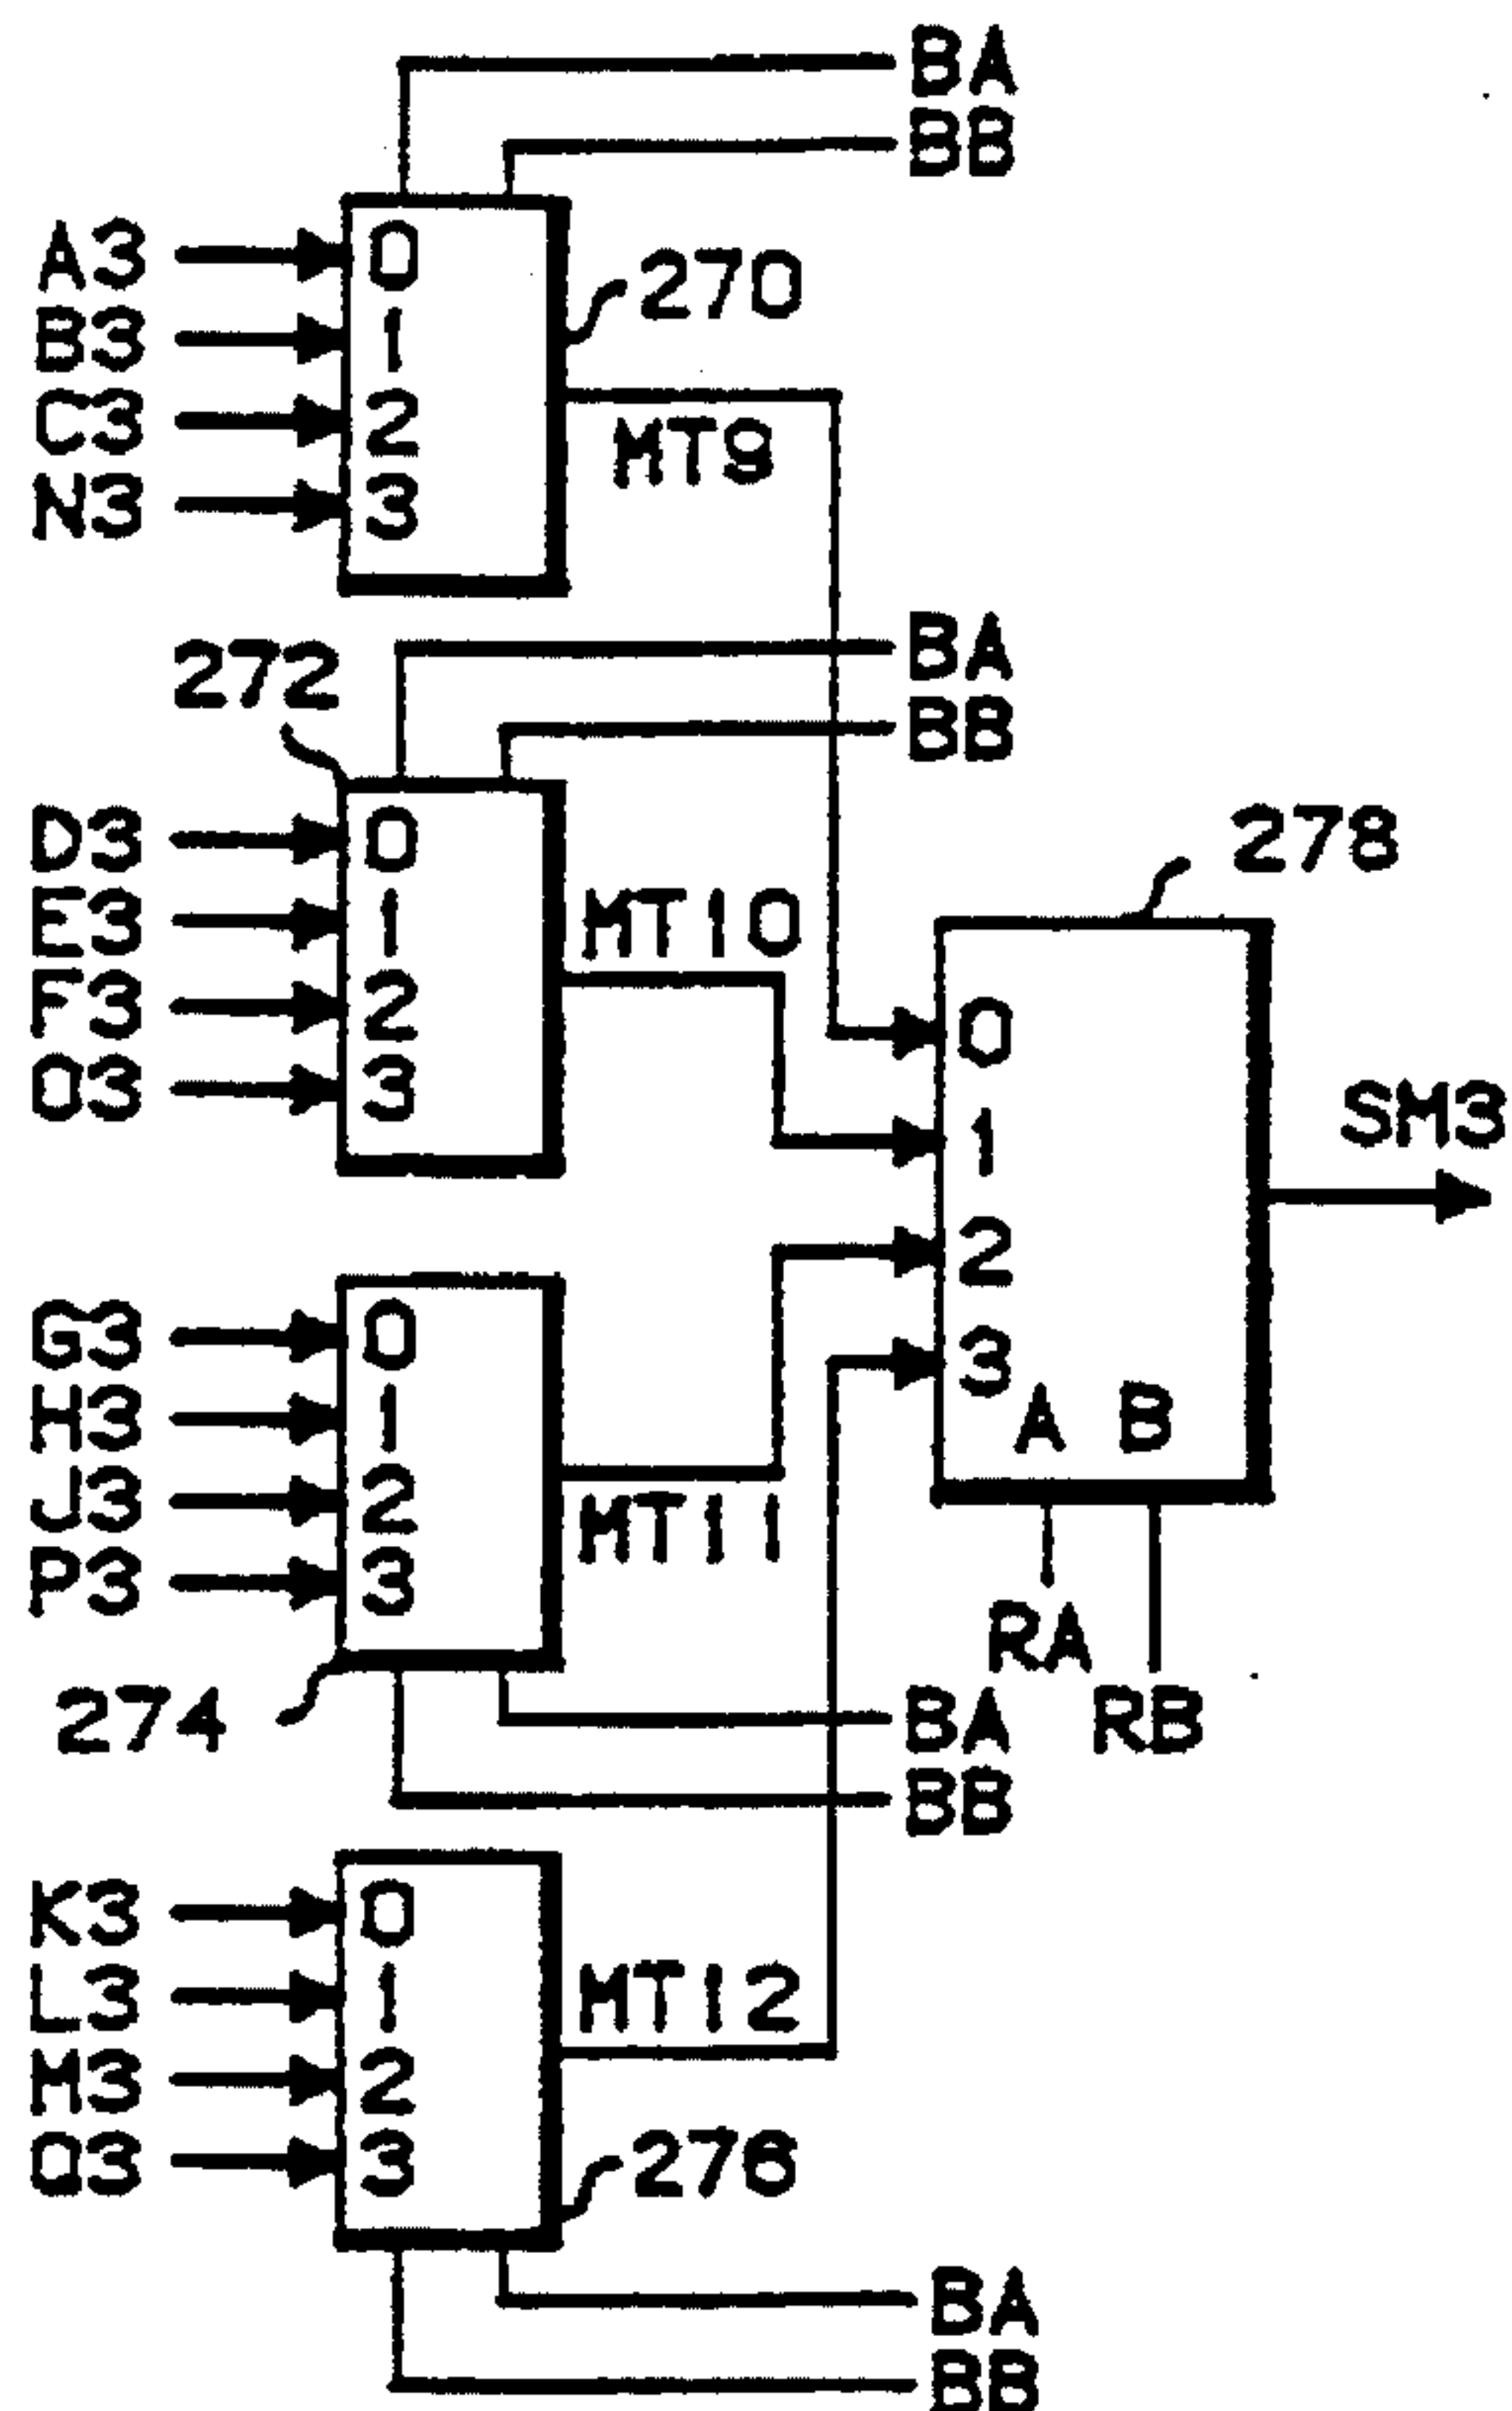 BA
BB
A3 0
B3 1
C3 2
N3 3
270
MT9
272
BA
BB
D3 0
E3 1
F3 2
O3 3
MT10
278
0
1
2
3
A B
SM3
RA
RB
G3 0
H3 1
J3 2
P3 3
MT11
274
BA
BB
K3 0
L3 1
M3 2
Q3 3
MT12
276
BA
BB